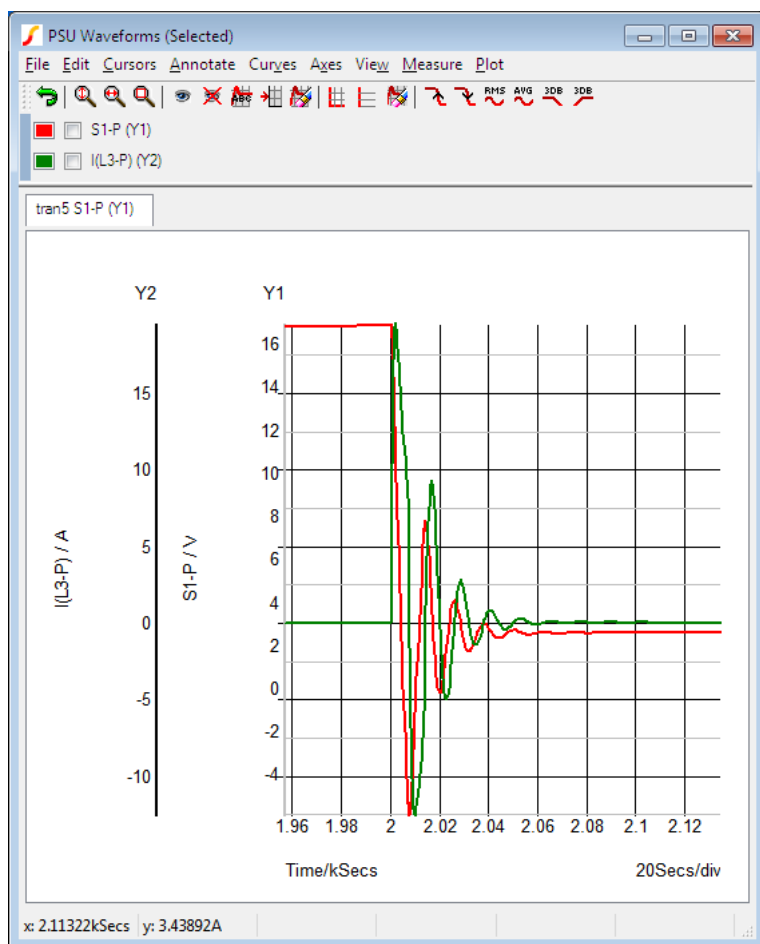 PSU Waveforms (Selected)
File Edit Cursors Annotate Curves Axes View Measure Plot
ABC RMS AVG 3DB 3DB
S1-P (Y1)
I(L3-P) (Y2)
tran5 S1-P (Y1)
Y2 Y1
16
15 14
12
10 10
8
5 6
4
0 2
0
-5 -2
-10 -4
I(L3-P) / A
S1-P / V
1.96 1.98 2 2.02 2.04 2.06 2.08 2.1 2.12
Time/kSecs 20Secs/div
x: 2.11322kSecs y: 3.43892A